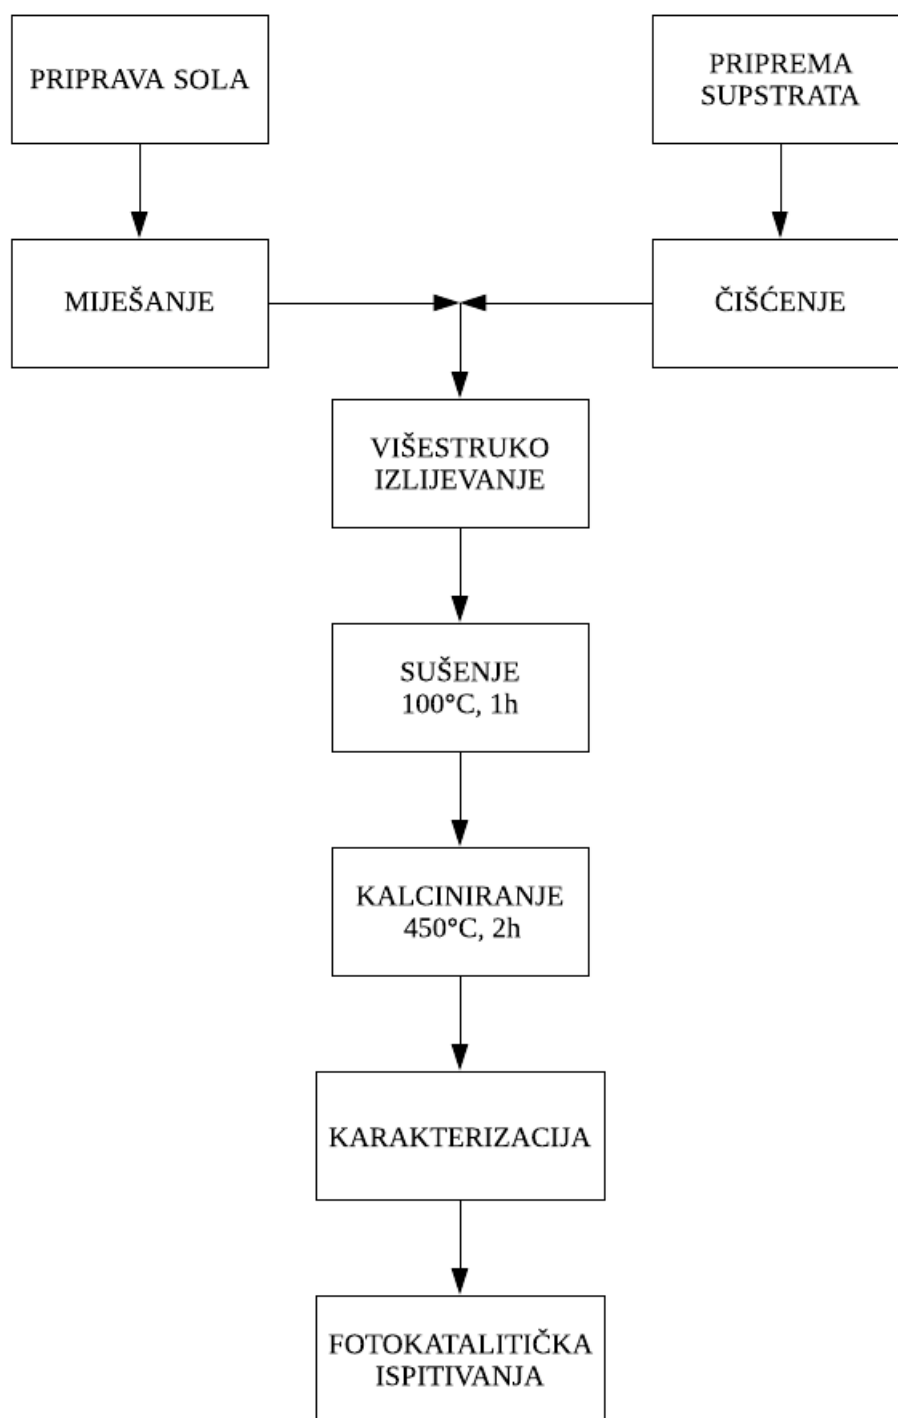 PRIPRAVA SOLA
PRIPREMA
SUPSTRATA
MIJEŠANJE
ČIŠĆENJE
VIŠESTRUKO
IZLIJEVANJE
SUŠENJE
100°C, 1h
KALCINIRANJE
450°C, 2h
KARAKTERIZACIJA
FOTOKATALITIČKA
ISPITIVANJA